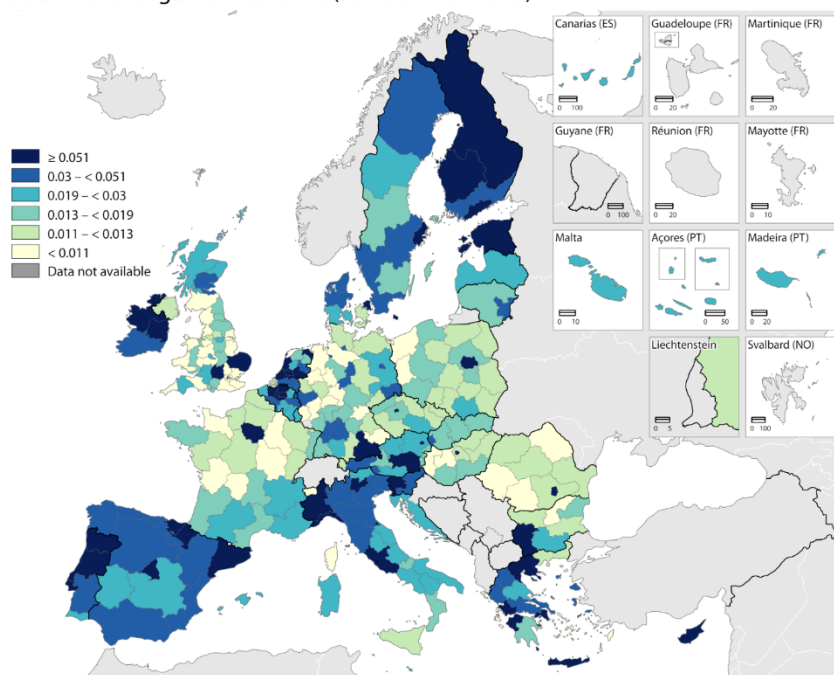 Canarias (ES)
0 100
Guadeloupe (FR)
0 20
Martinique (FR)
0 20
Guyane (FR)
0 100
Réunion (FR)
0 20
Mayotte (FR)
0 10
≥ 0.051
0.03 – < 0.051
0.019 – < 0.03
0.013 – < 0.019
0.011 – < 0.013
< 0.011
Data not available
Malta
0 10
Açores (PT)
0 50
Madeira (PT)
0 20
Liechtenstein
0 5
Svalbard (NO)
0 100